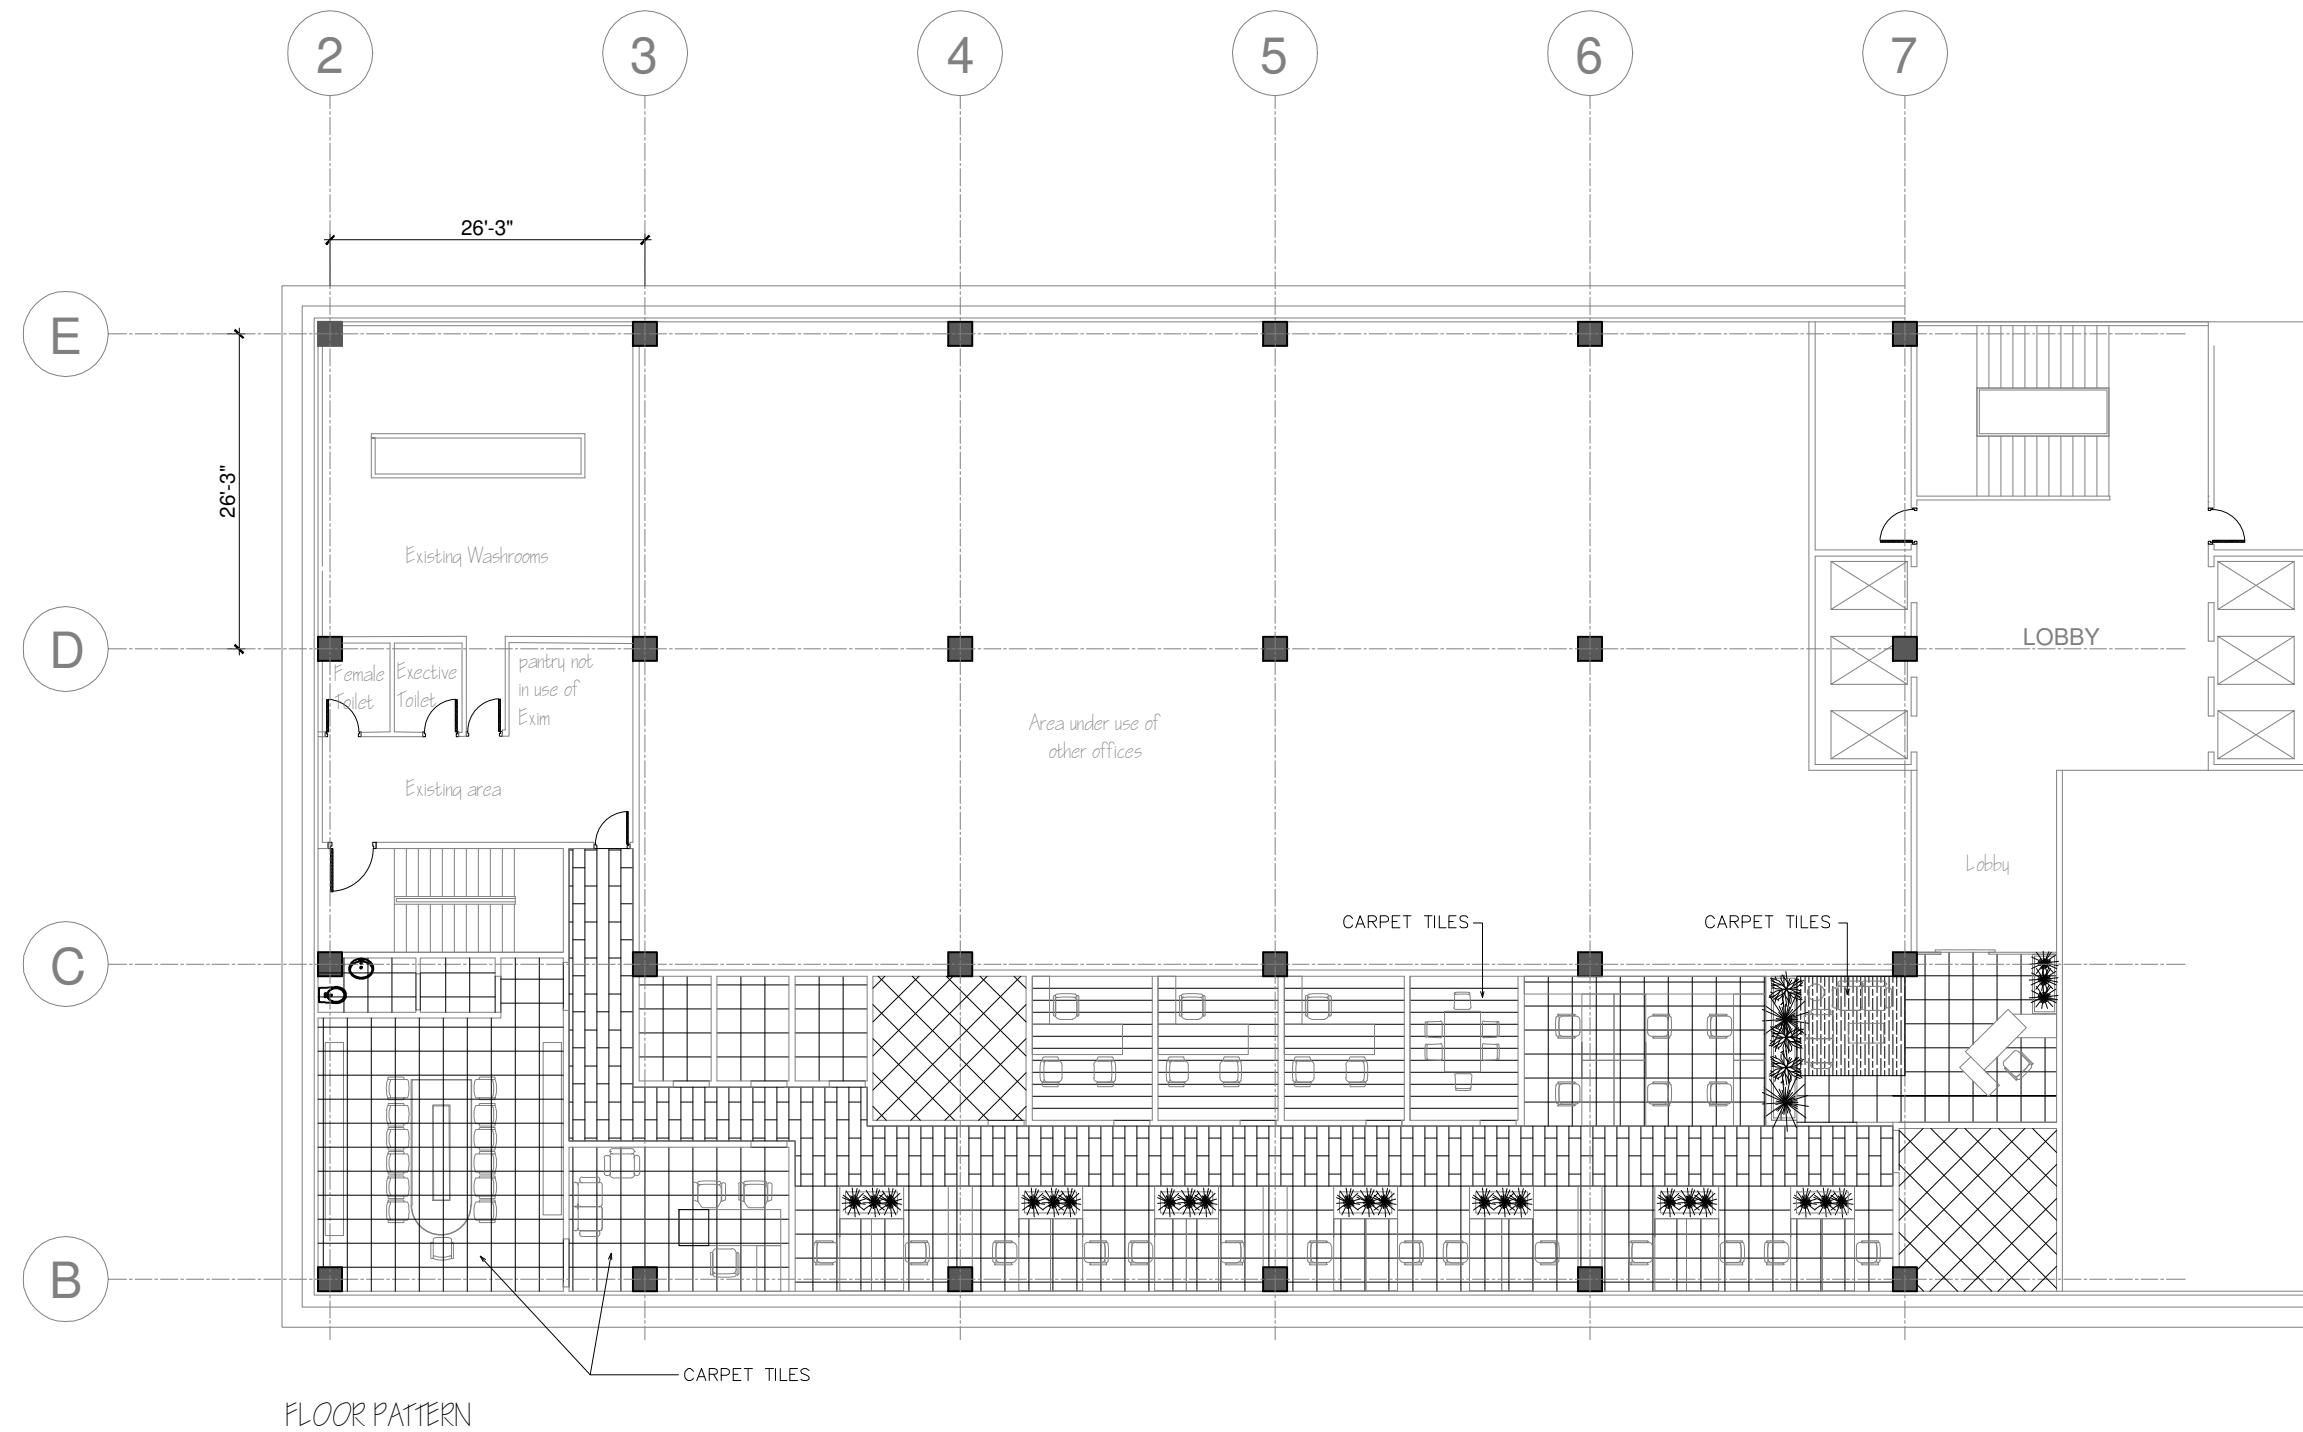 2 3 4 5 6 7
26'-3"
E
26'-3"
Existing Washrooms
D
LOBBY
Female
Toilet
Exective
Toilet
pantry not
in use of
Exim
Area under use of
other offices
Existing area
Lobby
CARPET TILES
CARPET TILES
C
B
CARPET TILES
FLOOR PATTERN